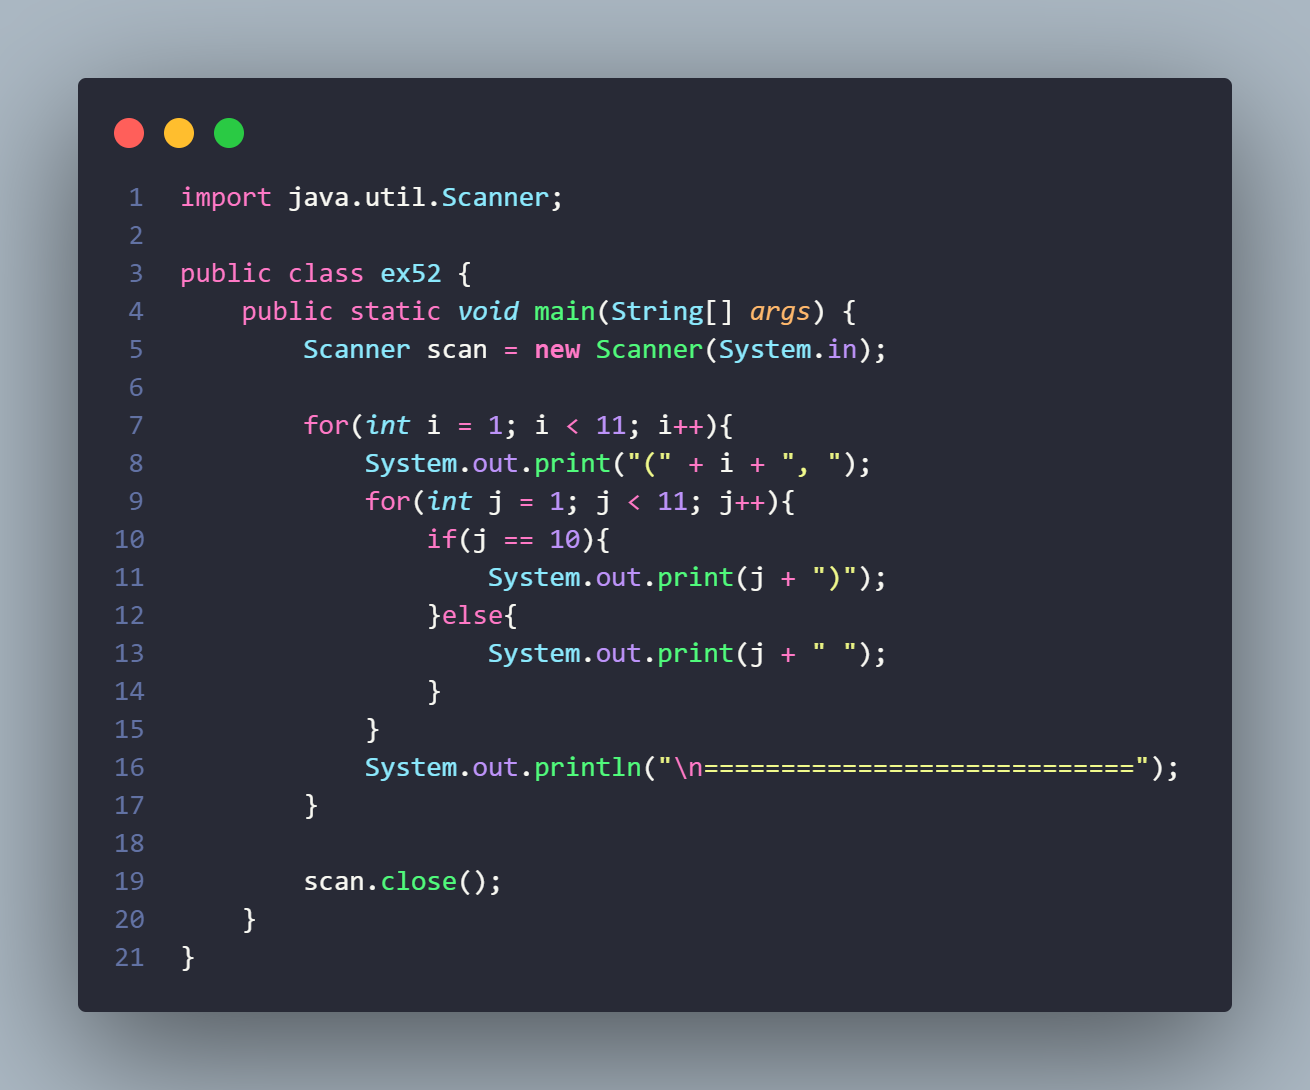 1 import java.util.Scanner;
2
3 public class ex52 {
4     public static void main(String[] args) {
5         Scanner scan = new Scanner(System.in);
6
7         for(int i = 1; i < 11; i++){
8             System.out.print("(" + i + ", ");
9             for(int j = 1; j < 11; j++){
10                 if(j == 10){
11                     System.out.print(j + ")");
12                 }else{
13                     System.out.print(j + " ");
14                 }
15             }
16             System.out.println("\n============================");
17         }
18
19         scan.close();
20     }
21 }